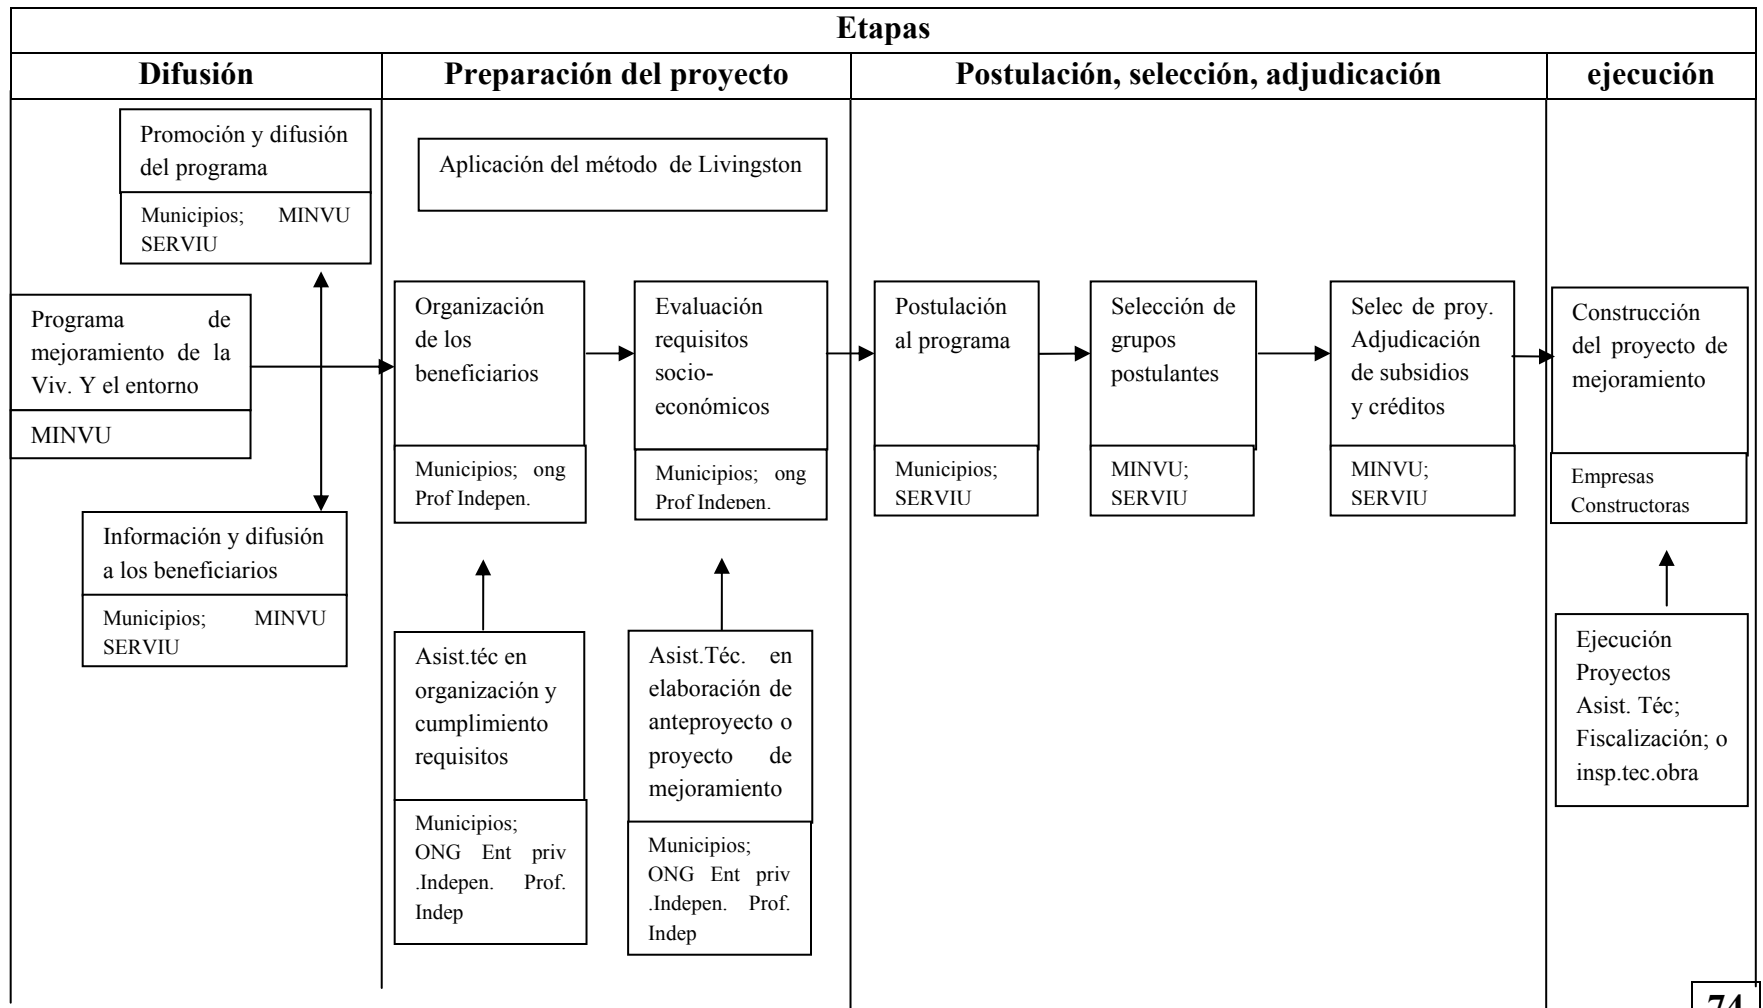 Etapas
Difusión
Preparación del proyecto
Postulación, selección, adjudicación
ejecución
Promoción y difusión
del programa
Municipios; MINVU
SERVIU
Programa de
mejoramiento de la
Viv. Y el entorno
MINVU
Información y difusión
a los beneficiarios
Municipios; MINVU
SERVIU
Aplicación del método de Livingston
Organización
de los
beneficiarios
Municipios; ong
Prof Indepen.
Evaluación
requisitos
socio-
económicos
Municipios; ong
Prof Indepen.
Asist.téc en
organización y
cumplimiento
requisitos
Municipios;
ONG Ent priv
.Indepen. Prof.
Indep
Asist.Téc. en
elaboración de
anteproyecto o
proyecto de
mejoramiento
Municipios;
ONG Ent priv
.Indepen. Prof.
Indep
Postulación
al programa
Municipios;
SERVIU
Selección de
grupos
postulantes
MINVU;
SERVIU
Selec de proy.
Adjudicación
de subsidios
y créditos
MINVU;
SERVIU
Construcción
del proyecto de
mejoramiento
Empresas
Constructoras
Ejecución
Proyectos
Asist. Téc;
Fiscalización; o
insp.tec.obra
74